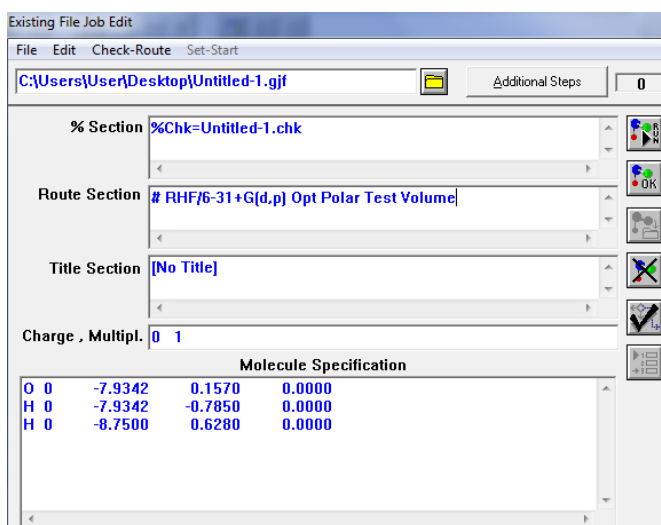 Existing File Job Edit
File Edit Check-Route Set-Start
C:\Users\User\Desktop\Untitled-1.gjf Additional Steps 0
% Section %Chk=Untitled-1.chk
Route Section # RHF/6-31+G(d,p) Opt Polar Test Volume
Title Section [No Title]
Charge , Multipl. 0 1
Molecule Specification
O 0 -7.9342 0.1570 0.0000
H 0 -7.9342 -0.7850 0.0000
H 0 -8.7500 0.6280 0.0000
RUN
OK